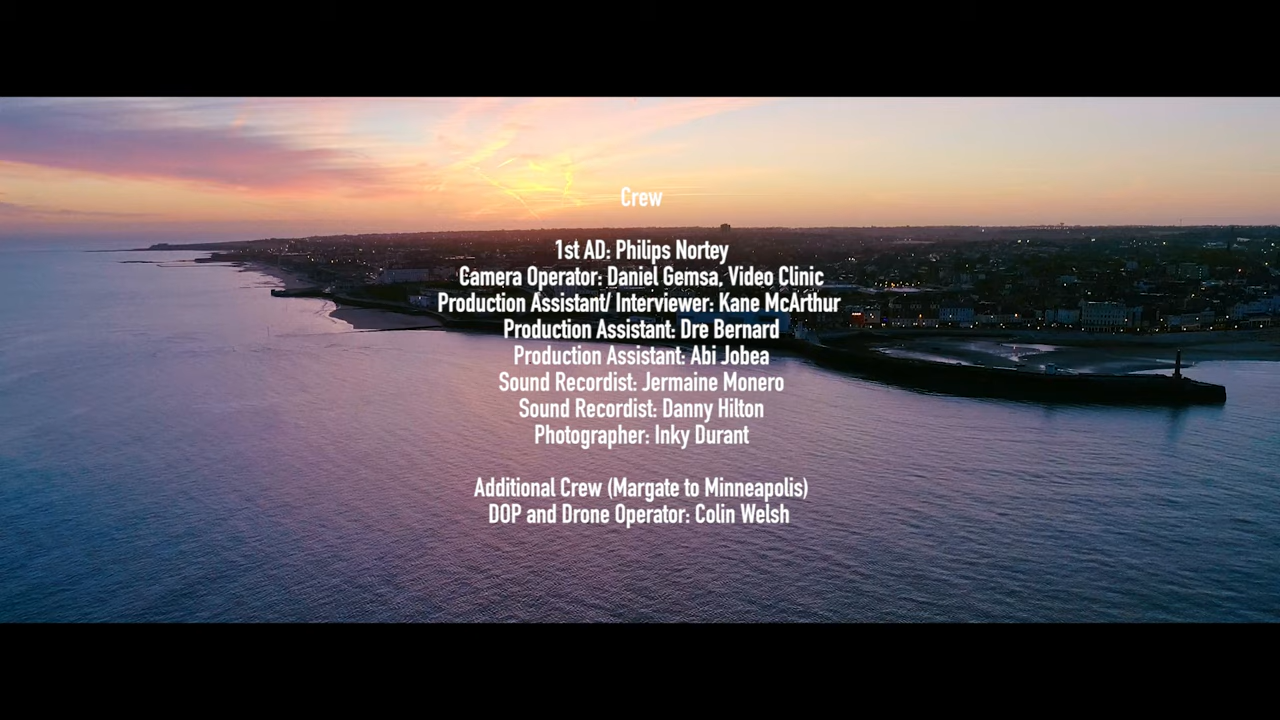 Crew
1st AD: Philips Nortey
Camera Operator: Daniel Gemsa, Video Clinic
Production Assistant/ Interviewer: Kane McArthur
Production Assistant: Dre Bernard
Production Assistant: Abi Jobea
Sound Recordist: Jermaine Monero
Sound Recordist: Danny Hilton
Photographer: Inky Durant
Additional Crew (Margate to Minneapolis)
DOP and Drone Operator: Colin Welsh